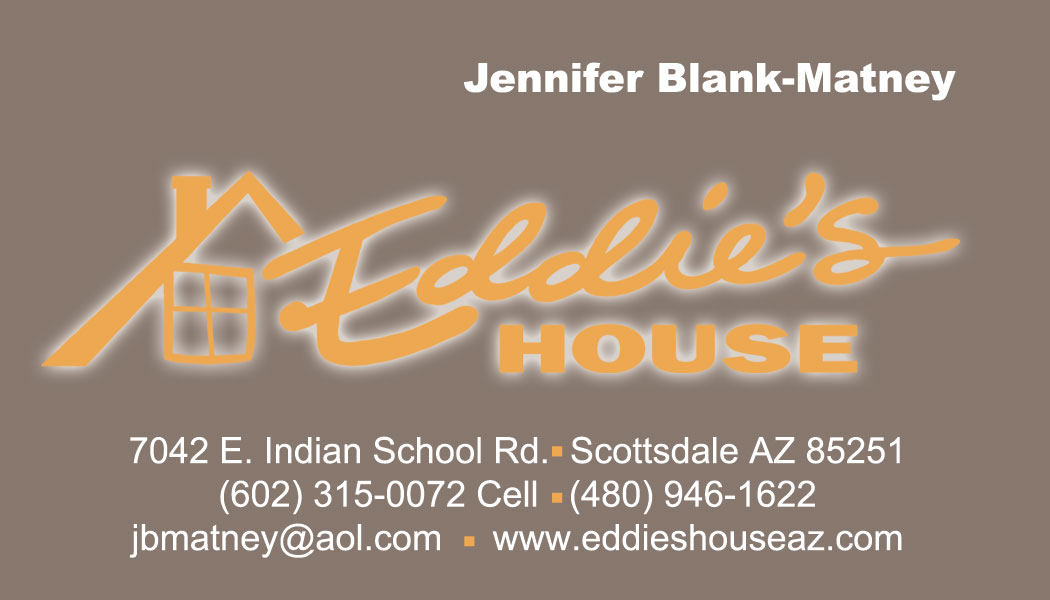 Jennifer Blank-Matney
Eddie's
HOUSE
7042 E. Indian School Rd. ▪ Scottsdale AZ 85251
(602) 315-0072 Cell ▪ (480) 946-1622
jbmatney@aol.com ▪ www.eddieshouseaz.com